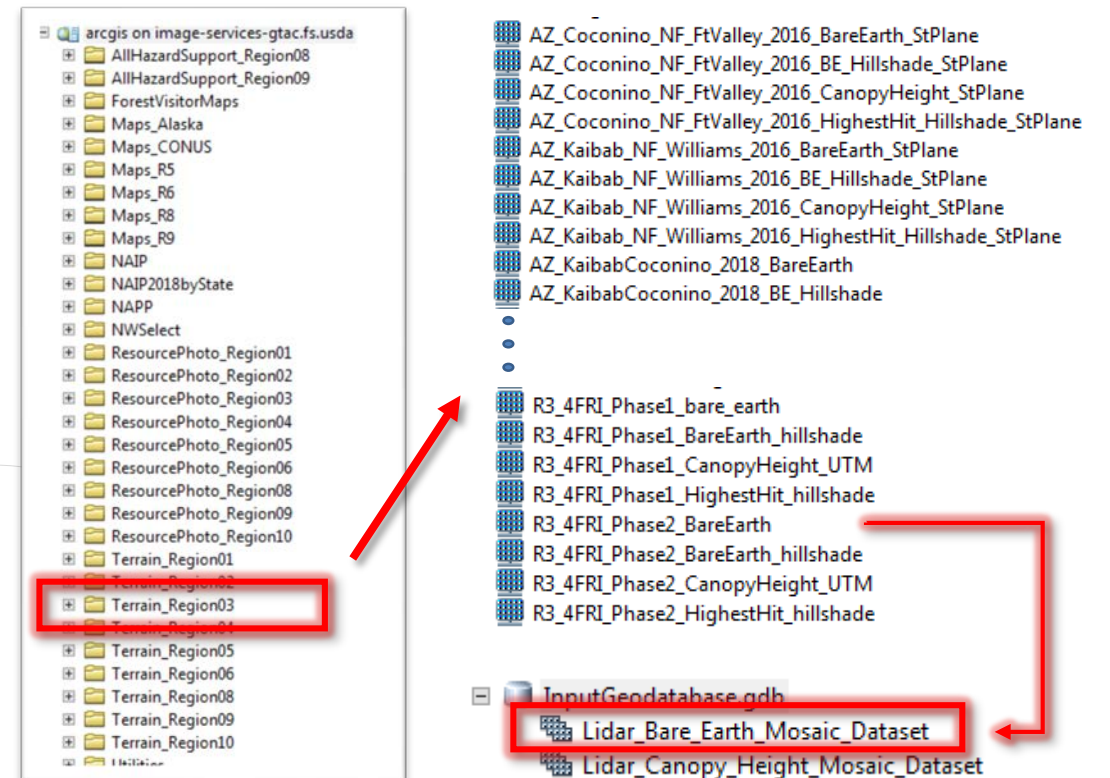 arcgis on image-services-gtac.fs.usda
AllHazardSupport_Region08
AllHazardSupport_Region09
ForestVisitorMaps
Maps_Alaska
Maps_CONUS
Maps_R5
Maps_R6
Maps_R8
Maps_R9
NAIP
NAIP2018byState
NAPP
NWSelect
ResourcePhoto_Region01
ResourcePhoto_Region02
ResourcePhoto_Region03
ResourcePhoto_Region04
ResourcePhoto_Region05
ResourcePhoto_Region06
ResourcePhoto_Region08
ResourcePhoto_Region09
ResourcePhoto_Region10
Terrain_Region01
Terrain_Region02
Terrain_Region03
Terrain_Region04
Terrain_Region05
Terrain_Region06
Terrain_Region08
Terrain_Region09
Terrain_Region10
Utilities
AZ_Coconino_NF_FtValley_2016_BareEarth_StPlane
AZ_Coconino_NF_FtValley_2016_BE_Hillshade_StPlane
AZ_Coconino_NF_FtValley_2016_CanopyHeight_StPlane
AZ_Coconino_NF_FtValley_2016_HighestHit_Hillshade_StPlane
AZ_Kaibab_NF_Williams_2016_BareEarth_StPlane
AZ_Kaibab_NF_Williams_2016_BE_Hillshade_StPlane
AZ_Kaibab_NF_Williams_2016_CanopyHeight_StPlane
AZ_Kaibab_NF_Williams_2016_HighestHit_Hillshade_StPlane
AZ_KaibabCoconino_2018_BareEarth
AZ_KaibabCoconino_2018_BE_Hillshade
R3_4FRI_Phase1_bare_earth
R3_4FRI_Phase1_BareEarth_hillshade
R3_4FRI_Phase1_CanopyHeight_UTM
R3_4FRI_Phase1_HighestHit_hillshade
R3_4FRI_Phase2_BareEarth
R3_4FRI_Phase2_BareEarth_hillshade
R3_4FRI_Phase2_CanopyHeight_UTM
R3_4FRI_Phase2_HighestHit_hillshade
InputGeodatabase.gdb
Lidar_Bare_Earth_Mosaic_Dataset
Lidar_Canopy_Height_Mosaic_Dataset